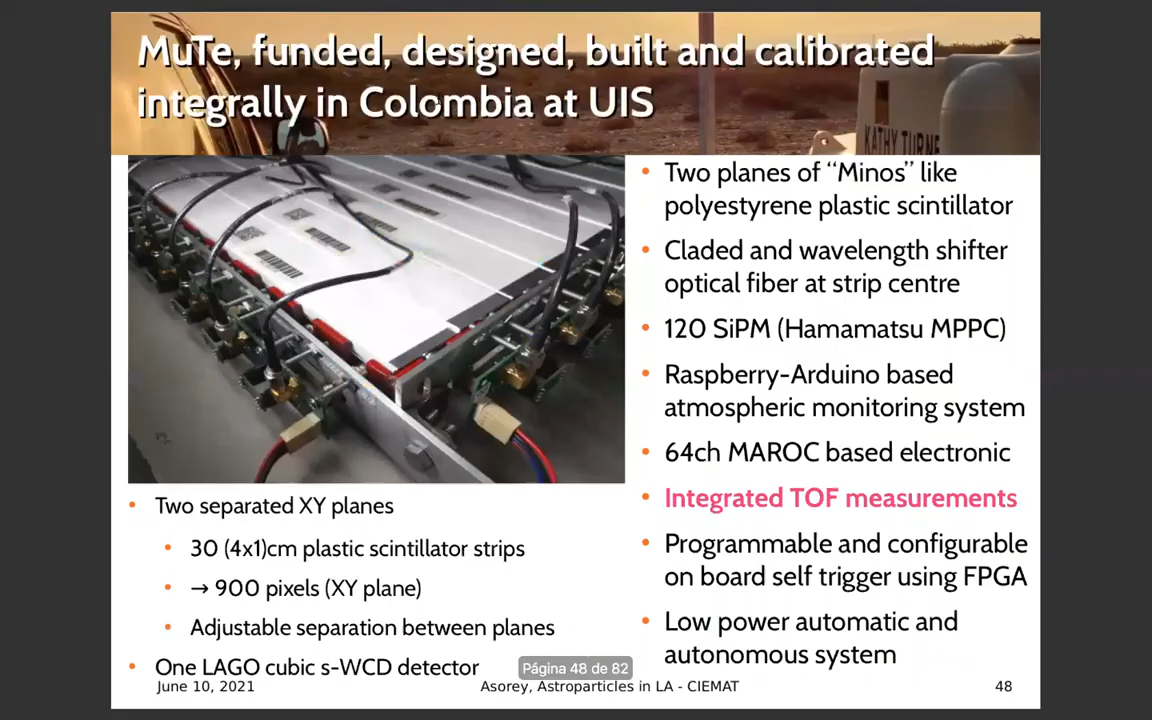 MuTe, funded, designed, built and calibrated
integrally in Colombia at UIS
KATHY TURNE
• Two planes of “Minos” like
polyestyrene plastic scintillator
• Claded and wavelength shifter
optical fiber at strip centre
• 120 SiPM (Hamamatsu MPPC)
• Raspberry-Arduino based
atmospheric monitoring system
• 64ch MAROC based electronic
• Integrated TOF measurements
• Programmable and configurable
on board self trigger using FPGA
• Low power automatic and
autonomous system
• Two separated XY planes
• 30 (4x1)cm plastic scintillator strips
• → 900 pixels (XY plane)
• Adjustable separation between planes
• One LAGO cubic s-WCD detector
Página 48 de 82
June 10, 2021
Asorey, Astroparticles in LA - CIEMAT
48